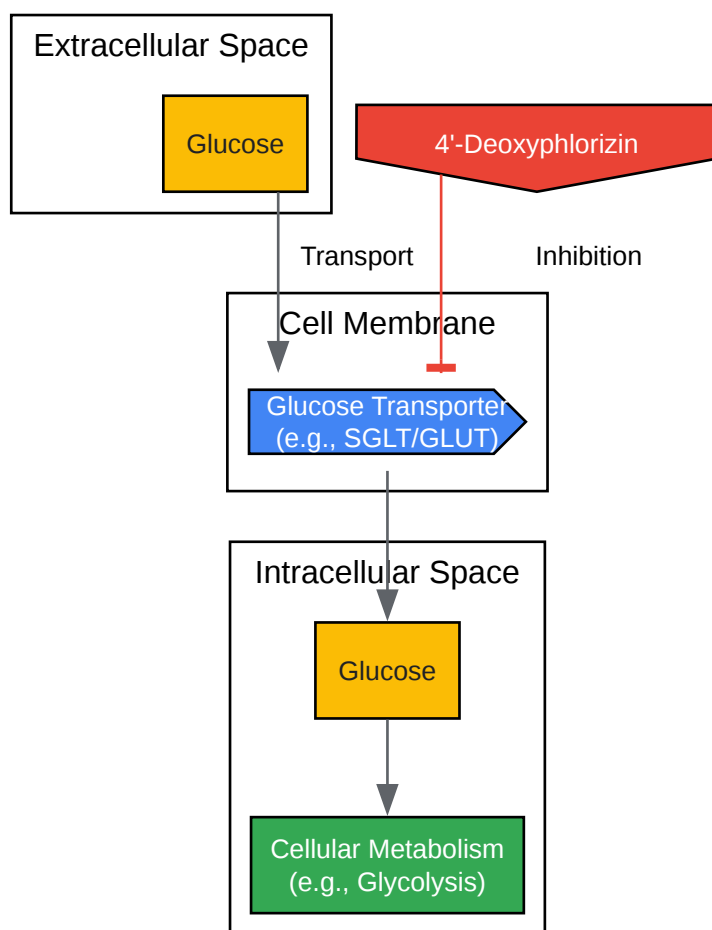 Extracellular Space
Glucose
4'-Deoxyphlorizin
Transport
Inhibition
Cell Membrane
Glucose Transporter
(e.g., SGLT/GLUT)
Intracellular Space
Glucose
Cellular Metabolism
(e.g., Glycolysis)